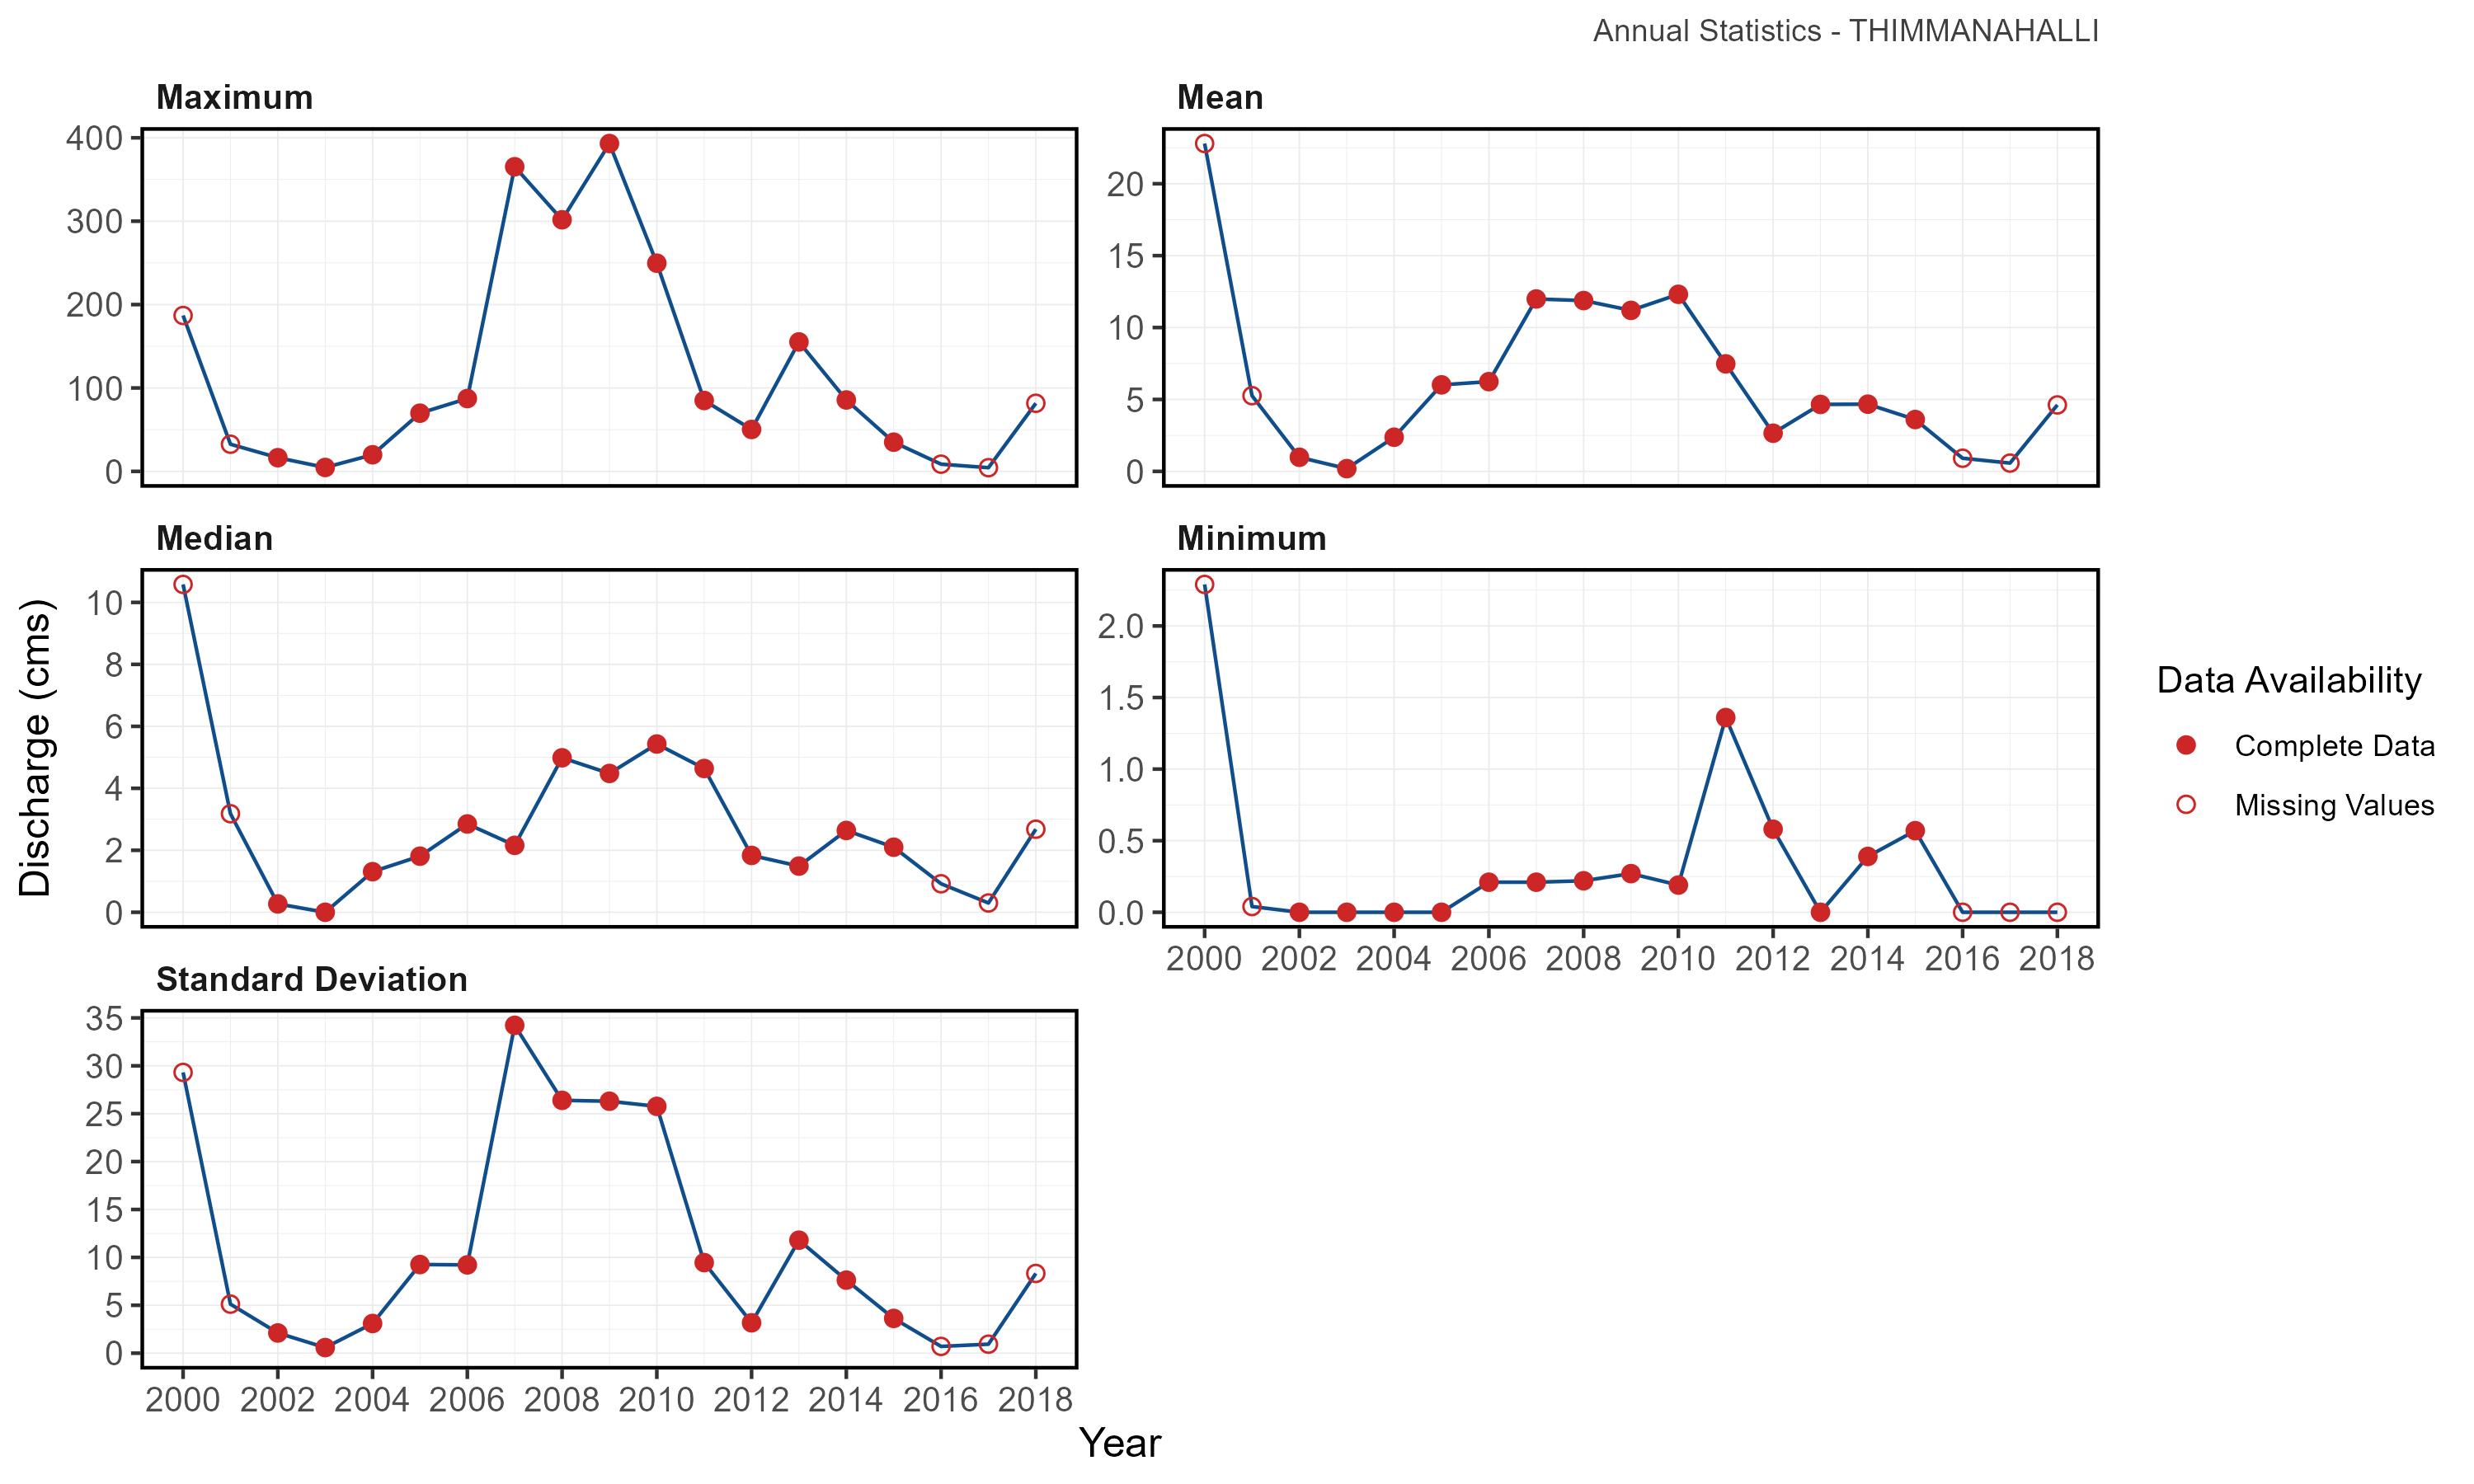 Annual Statistics - THIMMANAHALLI
Maximum
400
300
200
100
0
Mean
20
15
10
5
0
Discharge (cms)
Median
10
8
6
4
2
0
Minimum
2.0
1.5
1.0
0.5
0.0
2000 2002 2004 2006 2008 2010 2012 2014 2016 2018
Data Availability
Complete Data
Missing Values
Standard Deviation
35
30
25
20
15
10
5
0
2000 2002 2004 2006 2008 2010 2012 2014 2016 2018
Year